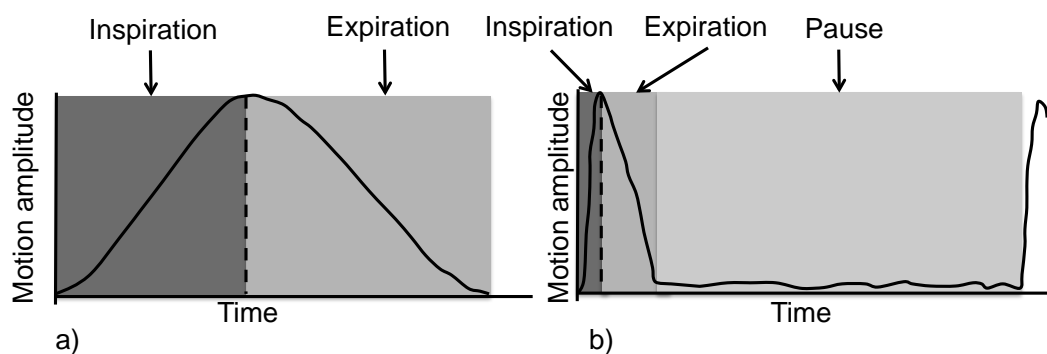 Inspiration
Expiration
Motion amplitude
Time
a)
Inspiration
Expiration
Pause
Motion amplitude
Time
b)